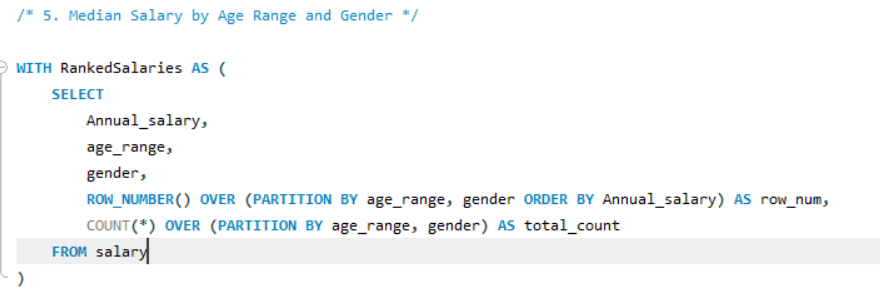 /* 5. Median Salary by Age Range and Gender */
WITH RankedSalaries AS (
SELECT
Annual_salary,
age_range,
gender,
ROW_NUMBER() OVER (PARTITION BY age_range, gender ORDER BY Annual_salary) AS row_num,
COUNT(*) OVER (PARTITION BY age_range, gender) AS total_count
FROM salary
)